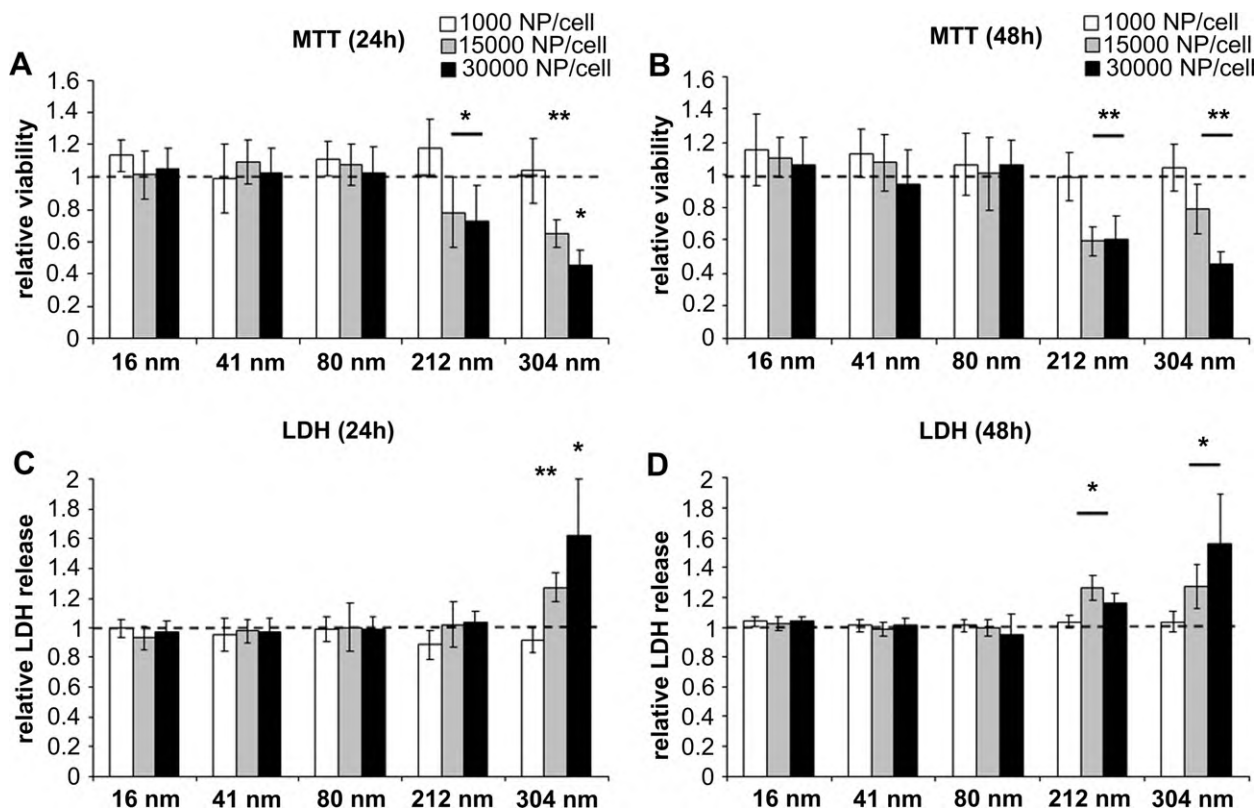 A
MTT (24h)
1000 NP/cell
15000 NP/cell
30000 NP/cell
relative viability
1.6
1.4
1.2
1
0.8
0.6
0.4
0.2
0
*
**
*
16 nm 41 nm 80 nm 212 nm 304 nm
B
MTT (48h)
1000 NP/cell
15000 NP/cell
30000 NP/cell
relative viability
1.6
1.4
1.2
1
0.8
0.6
0.4
0.2
0
**
**
16 nm 41 nm 80 nm 212 nm 304 nm
C
LDH (24h)
relative LDH release
2
1.8
1.6
1.4
1.2
1
0.8
0.6
0.4
0.2
0
**
*
16 nm 41 nm 80 nm 212 nm 304 nm
D
LDH (48h)
relative LDH release
2
1.8
1.6
1.4
1.2
1
0.8
0.6
0.4
0.2
0
*
*
16 nm 41 nm 80 nm 212 nm 304 nm